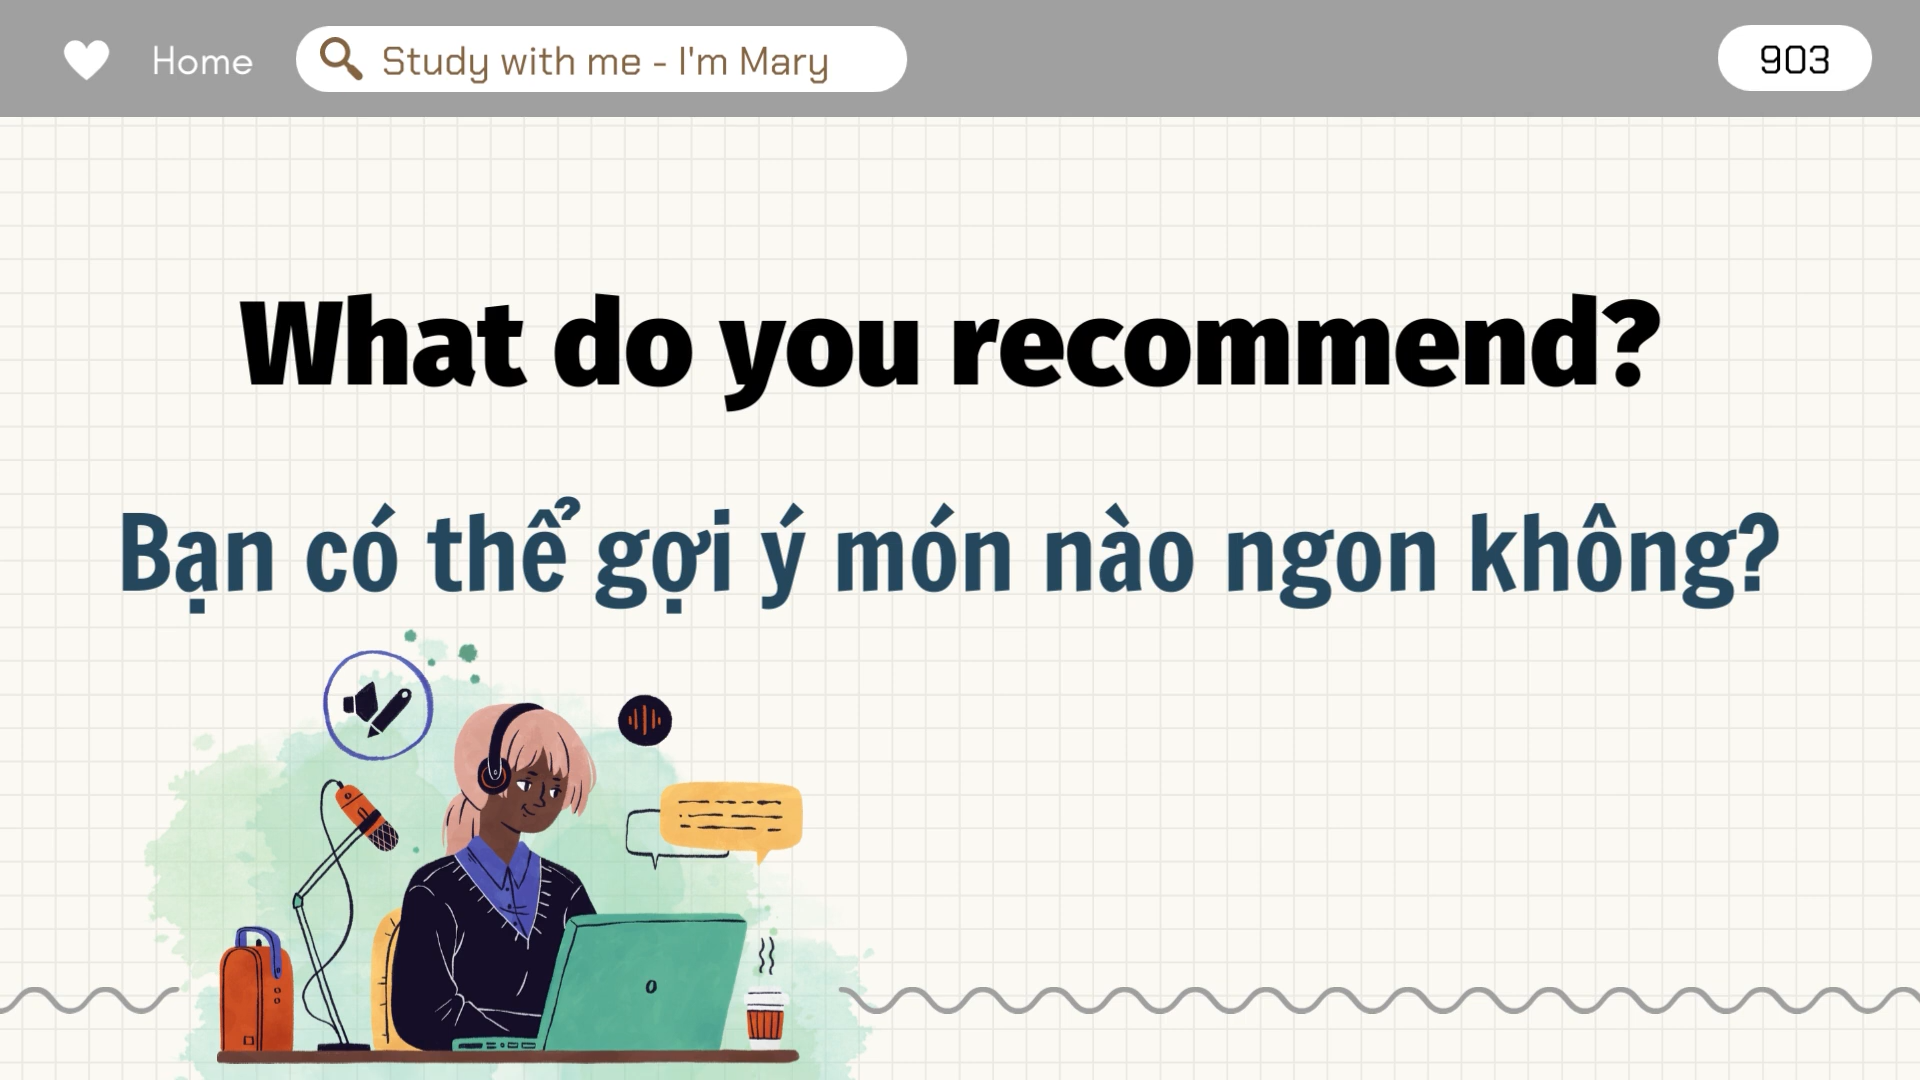 Home
Study with me - I'm Mary
903
What do you recommend?
Bạn có thể gợi ý món nào ngon không?